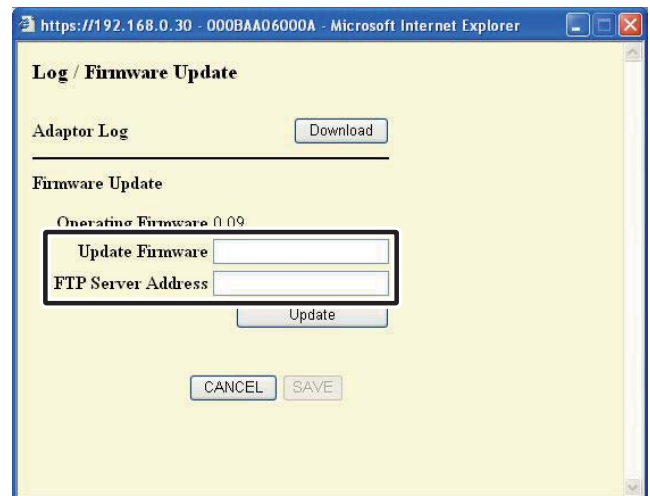 https://192.168.0.30 - 000BAA06000A - Microsoft Internet Explorer
Log / Firmware Update
Adaptor Log Download
Firmware Update
Operating Firmware 0.09
Update Firmware
FTP Server Address
Update
CANCEL SAVE